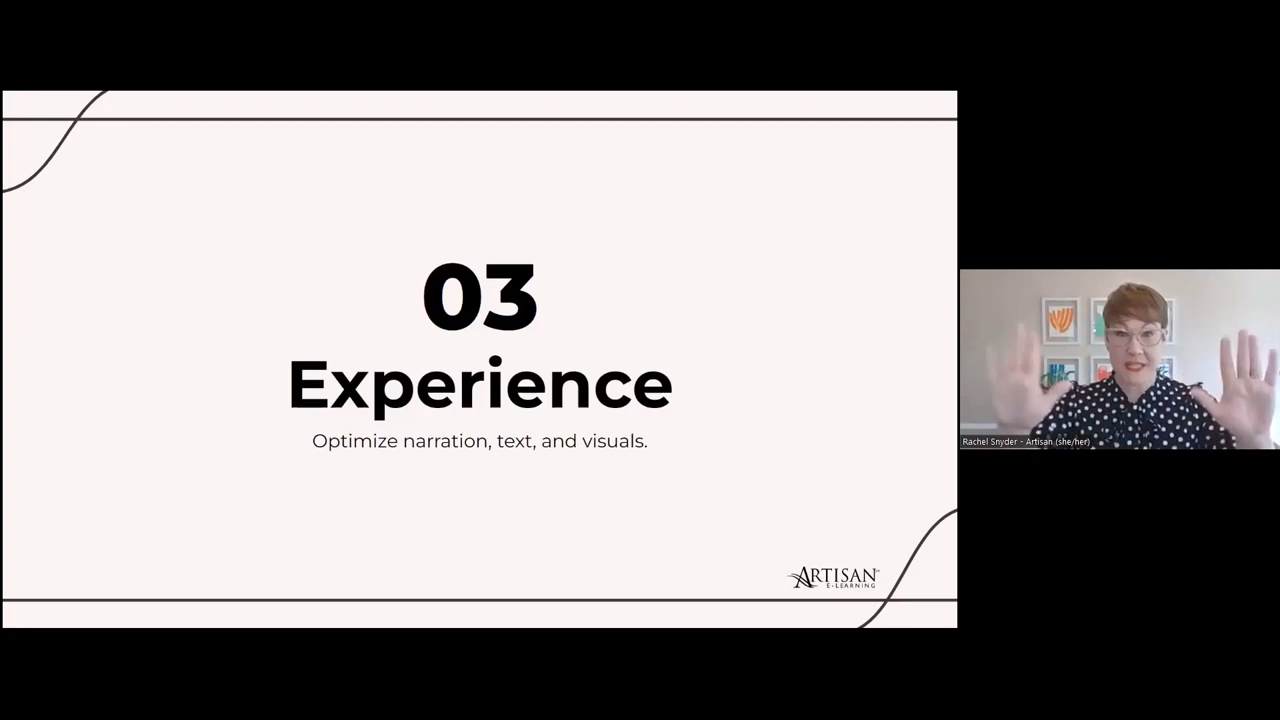 03
Experience
Optimize narration, text, and visuals.
ARTISAN
E-LEARNING
Rachel Snyder - Artisan (she/her)